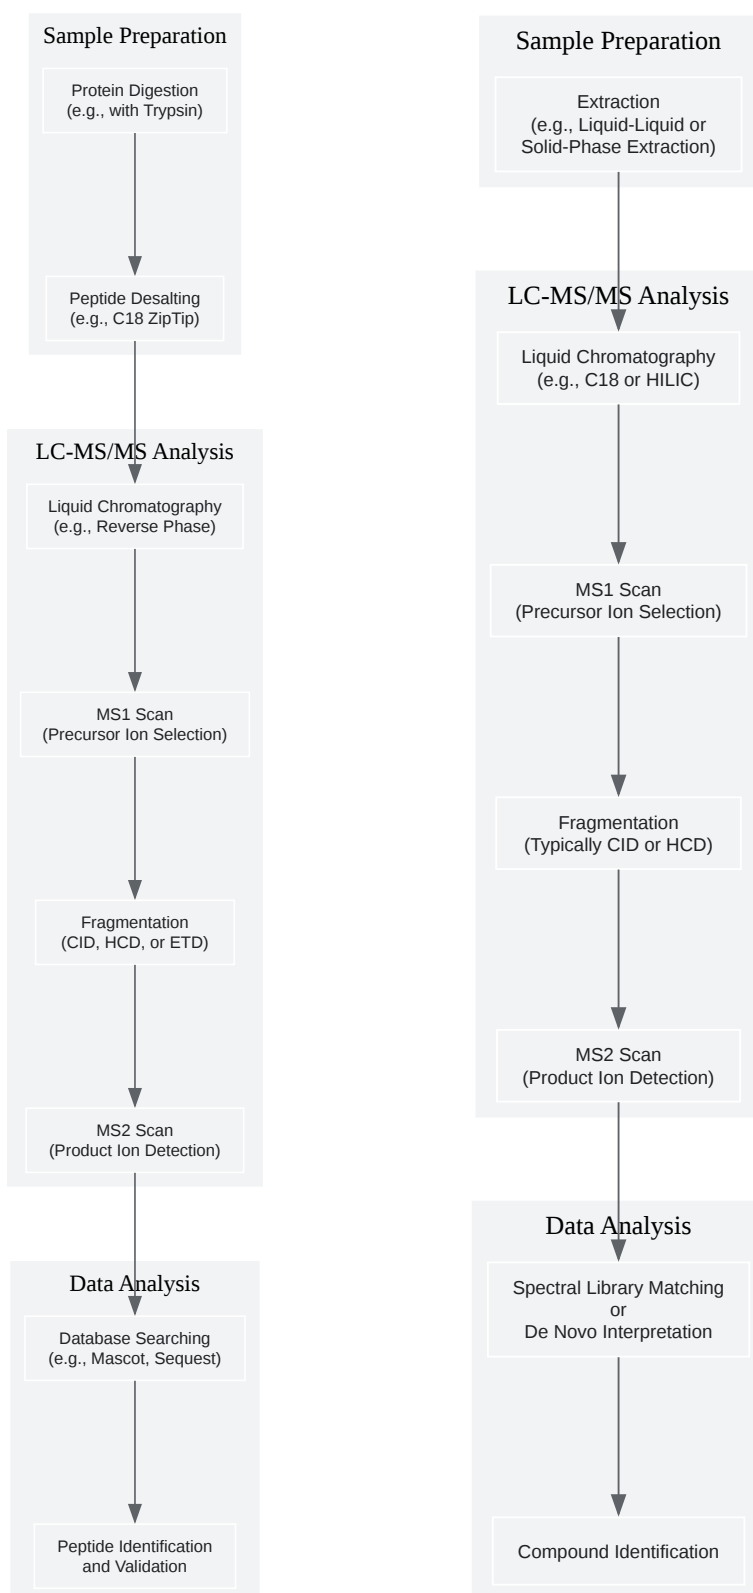 Sample Preparation
Protein Digestion
(e.g., with Trypsin)
Peptide Desalting
(e.g., C18 ZipTip)
LC-MS/MS Analysis
Liquid Chromatography
(e.g., Reverse Phase)
MS1 Scan
(Precursor Ion Selection)
Fragmentation
(CID, HCD, or ETD)
MS2 Scan
(Product Ion Detection)
Data Analysis
Database Searching
(e.g., Mascot, Sequest)
Peptide Identification
and Validation
Sample Preparation
Extraction
(e.g., Liquid-Liquid or
Solid-Phase Extraction)
LC-MS/MS Analysis
Liquid Chromatography
(e.g., C18 or HILIC)
MS1 Scan
(Precursor Ion Selection)
Fragmentation
(Typically CID or HCD)
MS2 Scan
(Product Ion Detection)
Data Analysis
Spectral Library Matching
or
De Novo Interpretation
Compound Identification